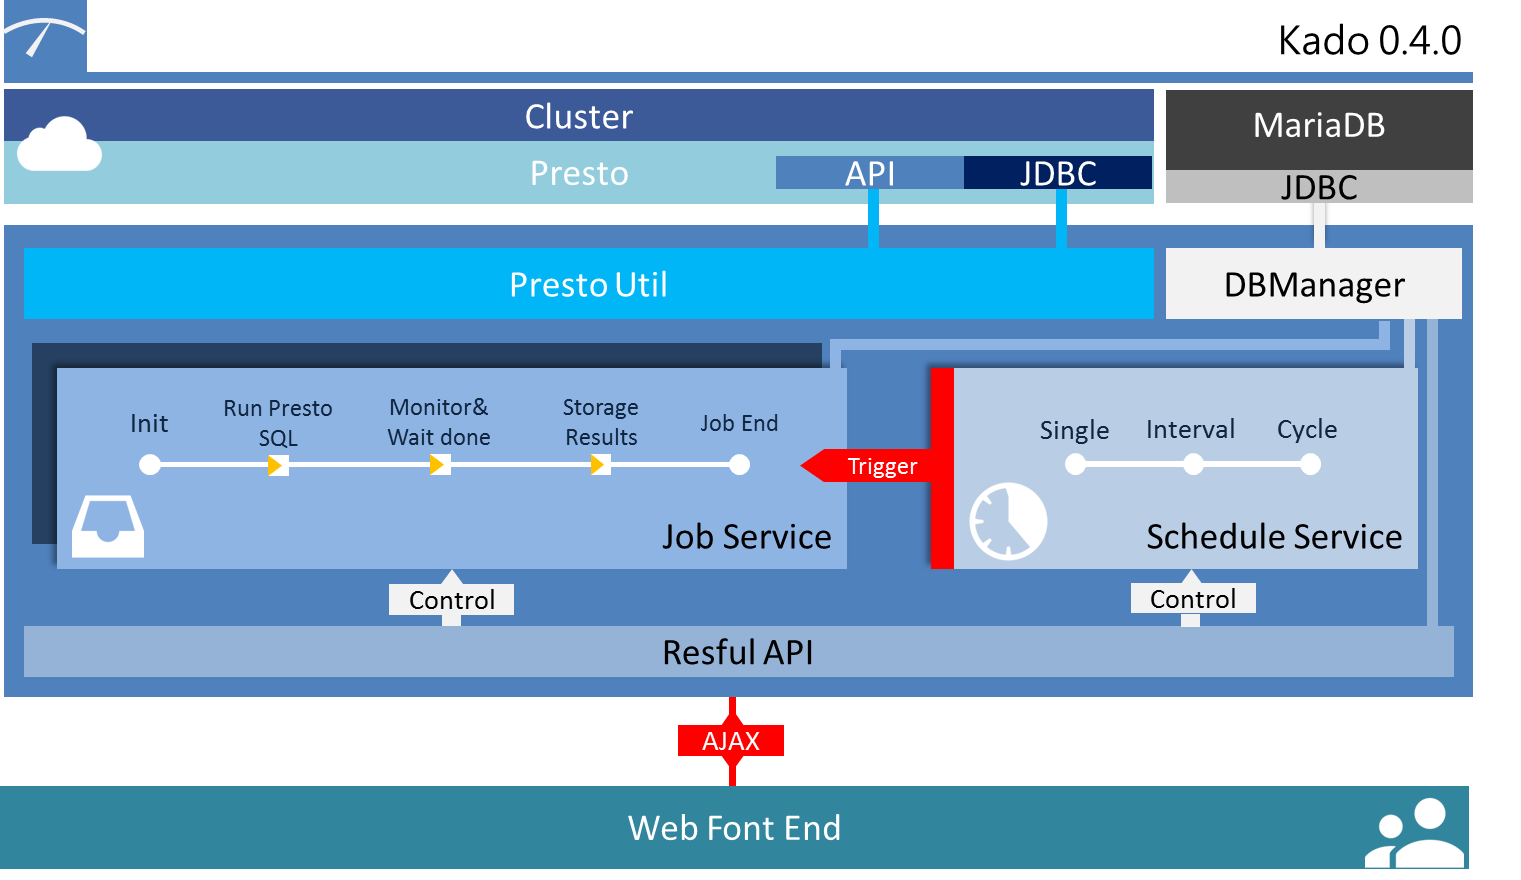 Kado 0.4.0
Cluster
MariaDB
Presto
API
JDBC
JDBC
Presto Util
DBManager
Init
Run Presto
SQL
Monitor&
Wait done
Storage
Results
Job End
Trigger
Single
Interval
Cycle
Job Service
Schedule Service
Control
Control
Resful API
AJAX
Web Font End